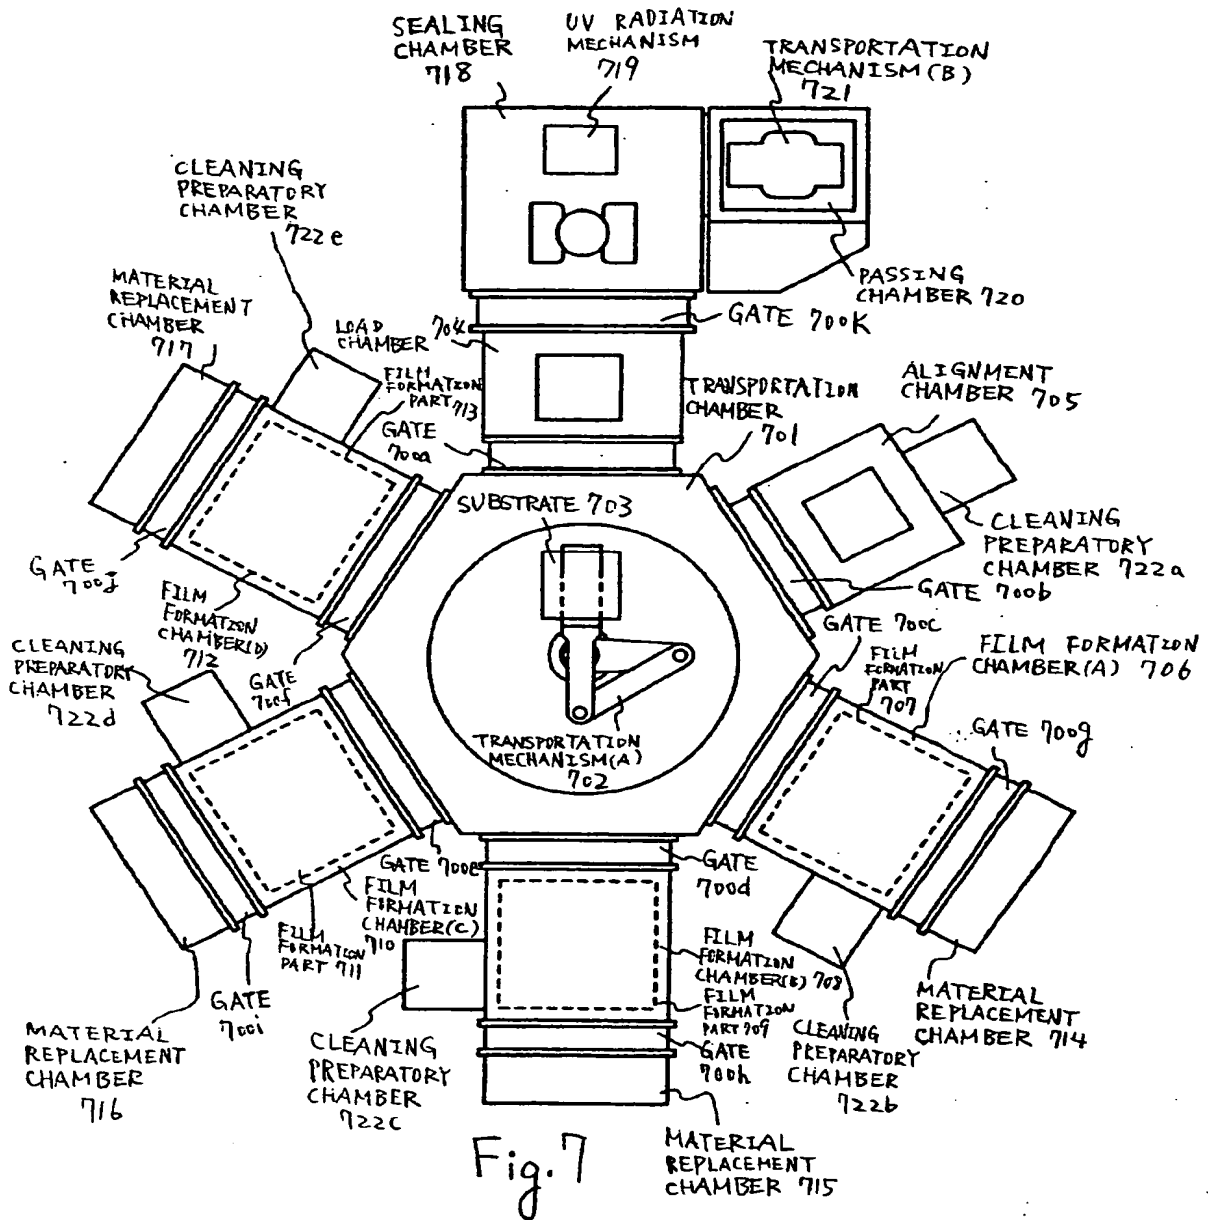 SEALING
CHAMBER
718
UV RADIATION
MECHANISM
719
TRANSPORTATION
MECHANISM(B)
721
CLEANING
PREPARATORY
CHAMBER
722e
PASSING
CHAMBER 720
MATERIAL
REPLACEMENT
CHAMBER
717
GATE 700K
LOAD
CHAMBER
704
FILM
FORMATION
PART 713
TRANSPORTATION
CHAMBER
701
ALIGNMENT
CHAMBER 705
GATE
700a
SUBSTRATE 703
CLEANING
PREPARATORY
CHAMBER 722a
GATE
700j
GATE
700b
FILM
FORMATION
CHAMBER(D)
712
GATE 700c
FILM
FORMATION
PART
707
FILM FORMATION
CHAMBER(A) 706
CLEANING
PREPARATORY
CHAMBER
722d
GATE
700f
GATE 700g
TRANSPORTATION
MECHANISM(A)
702
GATE 700e
GATE
700d
FILM
FORMATION
CHAMBER(C)
710
FILM
FORMATION
PART 711
FILM
FORMATION
CHAMBER(B) 708
FILM
FORMATION
PART 709
GATE
700i
GATE
700h
MATERIAL
REPLACEMENT
CHAMBER
716
CLEANING
PREPARATORY
CHAMBER
722c
CLEANING
PREPARATORY
CHAMBER
722b
MATERIAL
REPLACEMENT
CHAMBER 714
MATERIAL
REPLACEMENT
CHAMBER 715
Fig.7